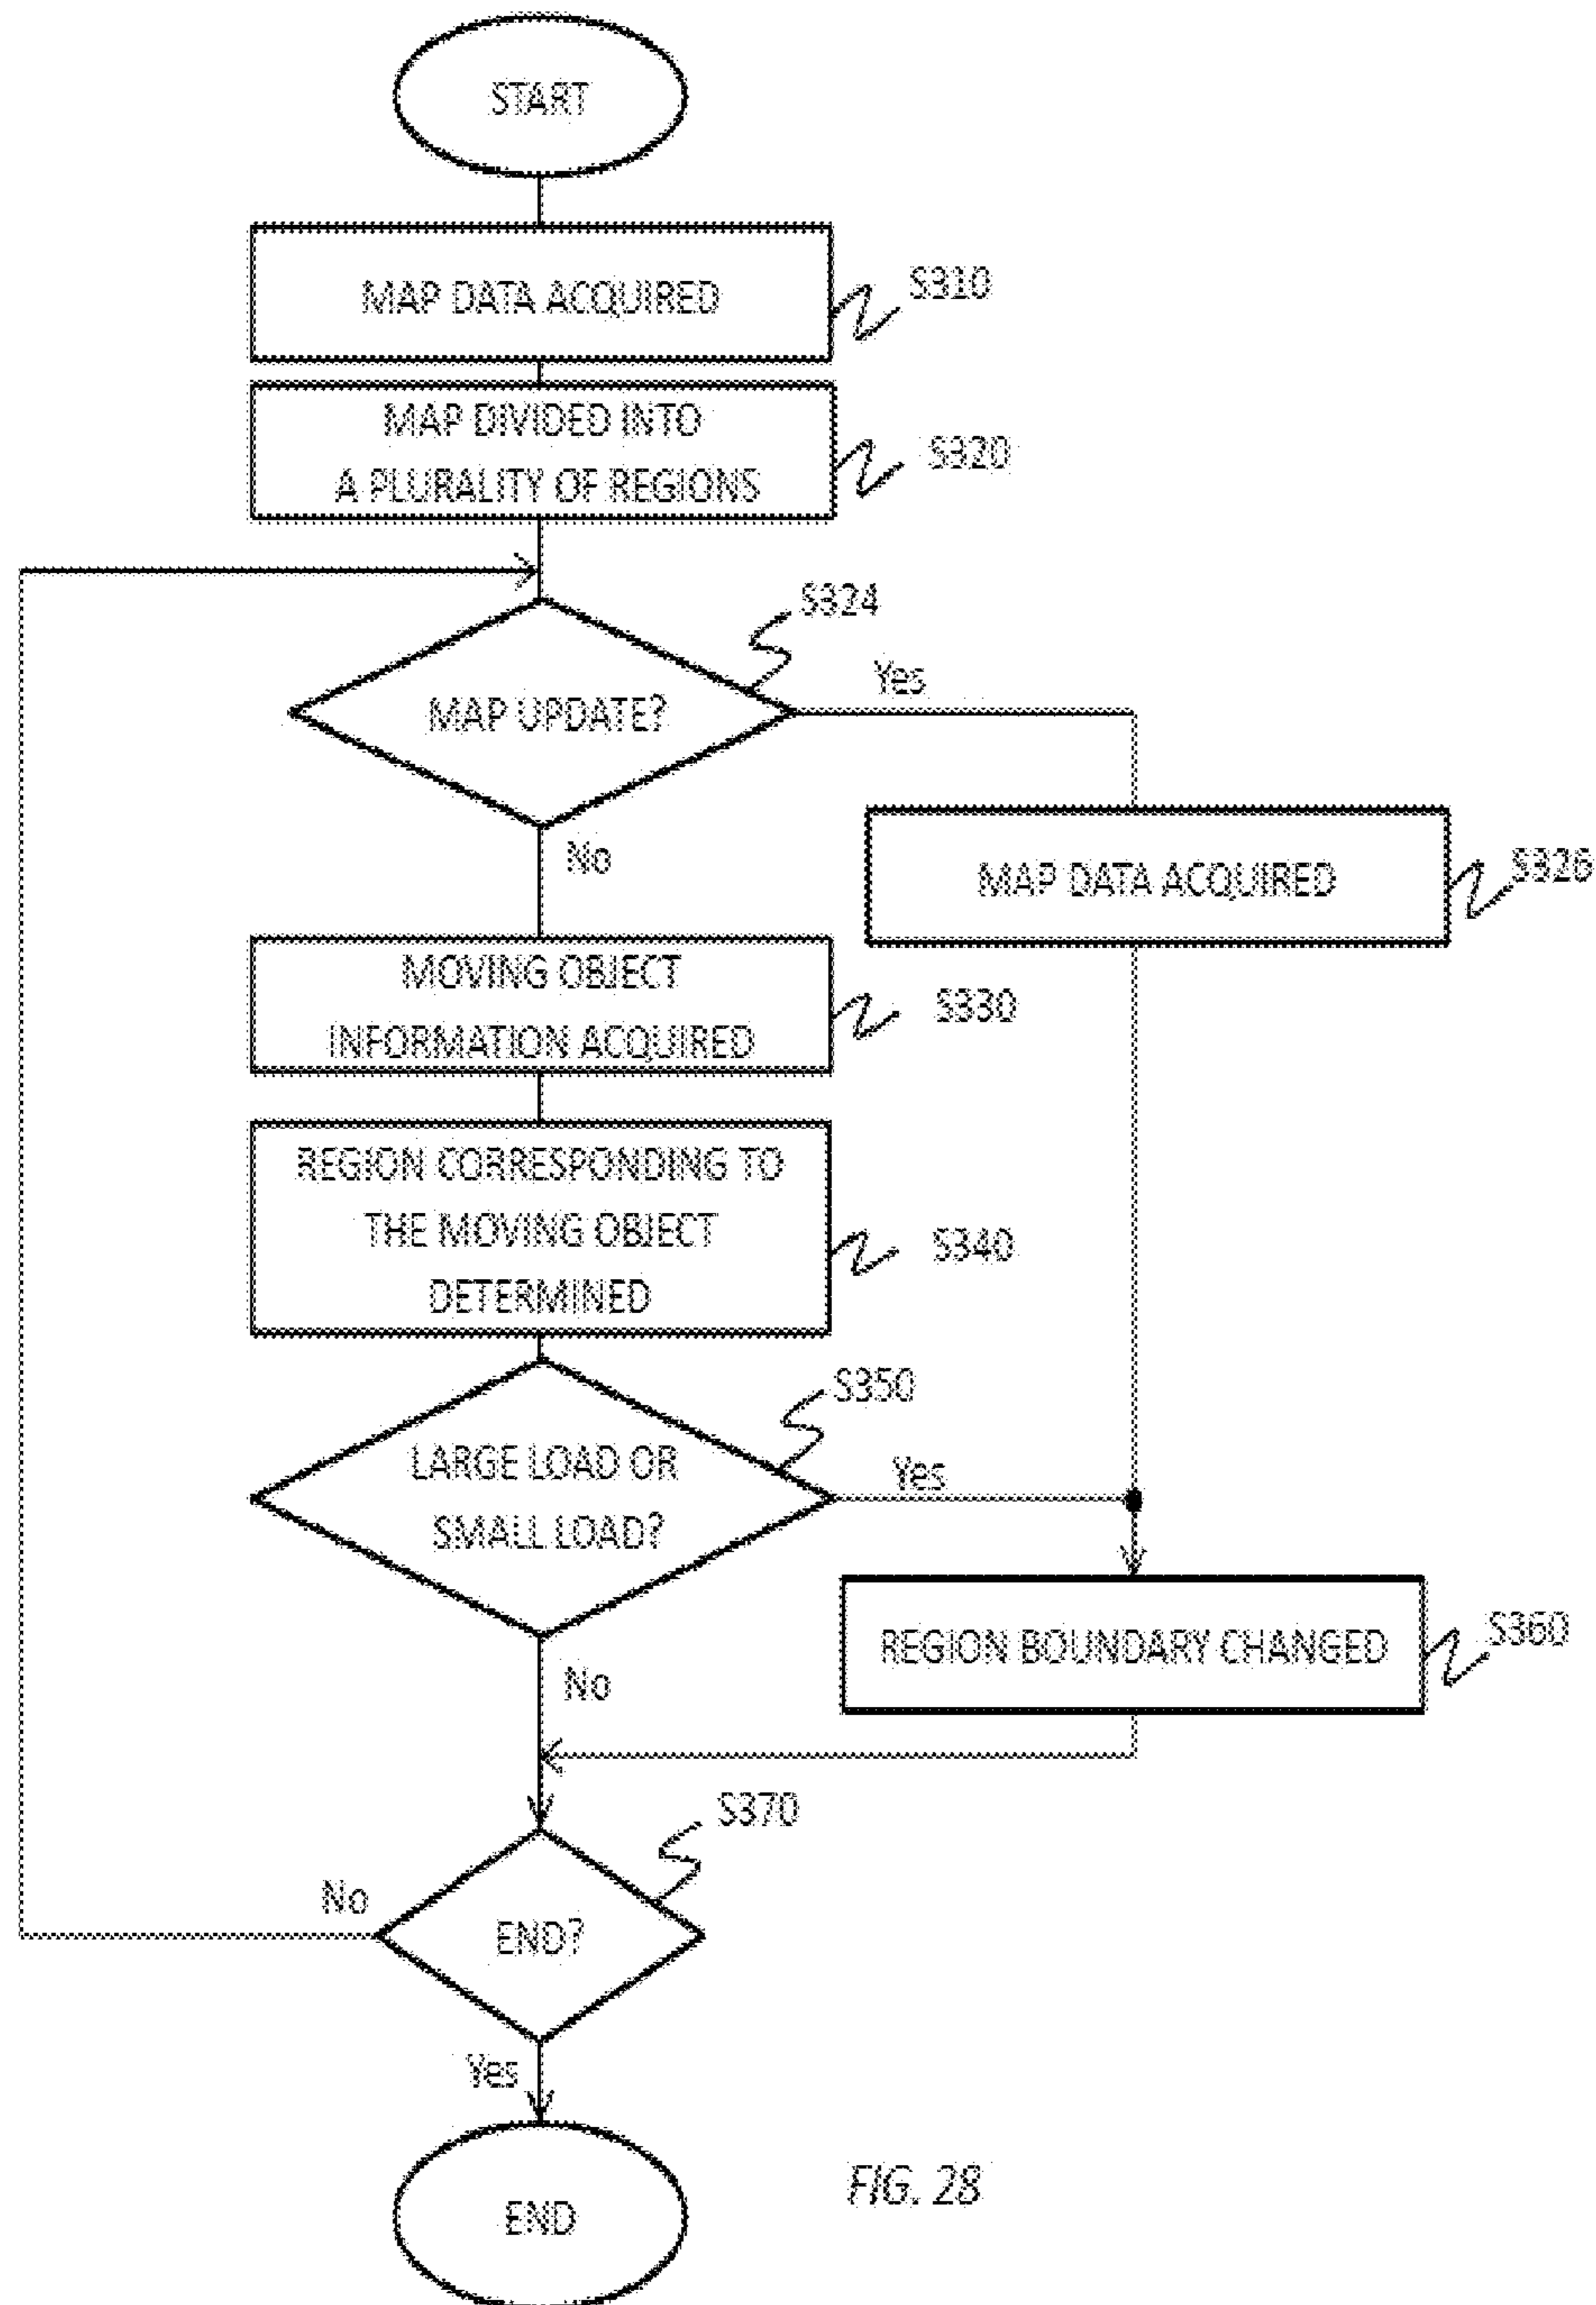 START
MAP DATA ACQUIRED
S310
MAP DIVIDED INTO
A PLURALITY OF REGIONS
S320
S324
MAP UPDATE?
Yes
No
MAP DATA ACQUIRED
S326
MOVING OBJECT
INFORMATION ACQUIRED
S330
REGION CORRESPONDING TO
THE MOVING OBJECT
DETERMINED
S340
S350
LARGE LOAD OR
SMALL LOAD?
Yes
No
REGION BOUNDARY CHANGED
S360
S370
No
END?
Yes
END
FIG. 28